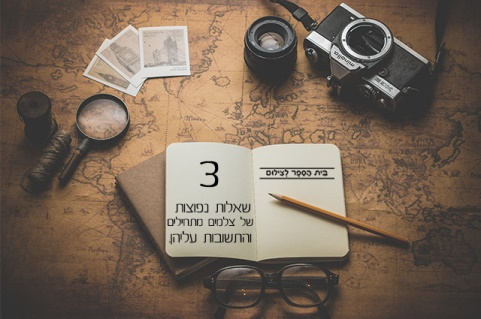 בית הספר לצילום
3
שאלות נפוצות
של צלמים מתחילים
והתשובות עליהן.